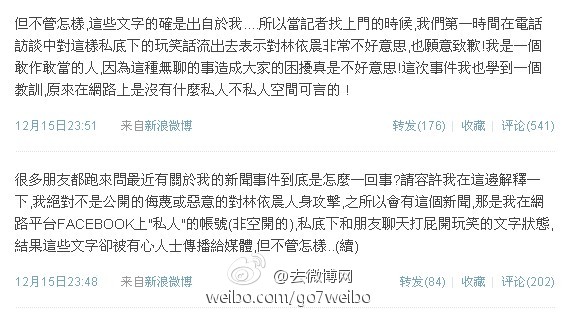 但不管怎樣,這些文字的確是出自於我....所以當記者找上門的時候,我們第一時間在電話
訪談中對這樣私底下的玩笑話流出去表示對林依晨非常不好意思,也願意致歉!我是一個
敢作敢當的人,因為這種無聊的事造成大家的困擾真是不好意思!這次事件我也學到一個
教訓,原來在網路上是沒有什麼私人不私人空間可言的！
12月15日23:51 来自新浪微博 转发(176) | 收藏 | 评论(541)
很多朋友都跑來問最近有關於我的新聞事件到底是怎麼一回事?請容許我在這邊解釋一
下,我絕對不是公開的侮蔑或惡意的對林依晨人身攻擊,之所以會有這個新聞,那是我在網
路平台FACEBOOK上"私人"的帳號(非空開的),私底下和朋友聊天打屁開玩笑的文字狀態,
結果這些文字卻被有心人士傳播給媒體,但不管怎樣..(續)
12月15日23:48 来自新浪微博 转发(84) | 收藏 | 评论(202)
@去微博网
weibo.com/go7weibo